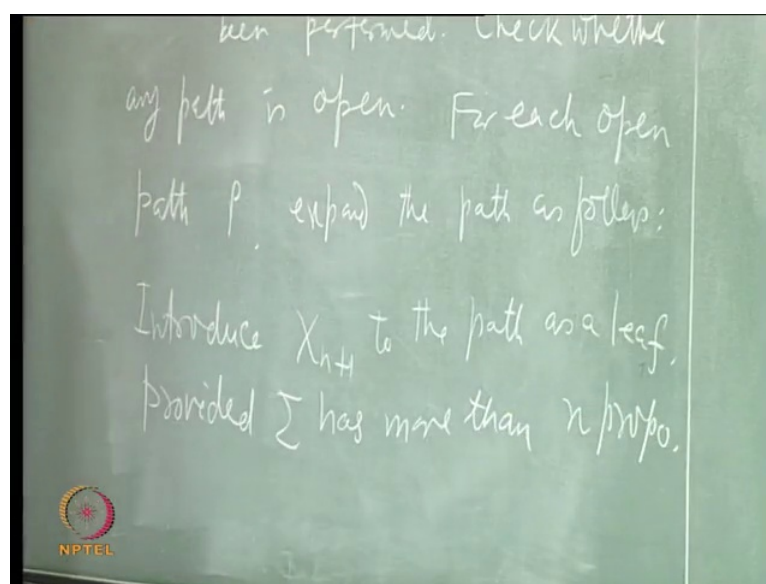 been performed. Check whether
any path is open. For each open
path ρ, expand the path as follows:
Introduce X_{n+1} to the path as a leaf,
provided Σ has more than n propo.
NPTEL